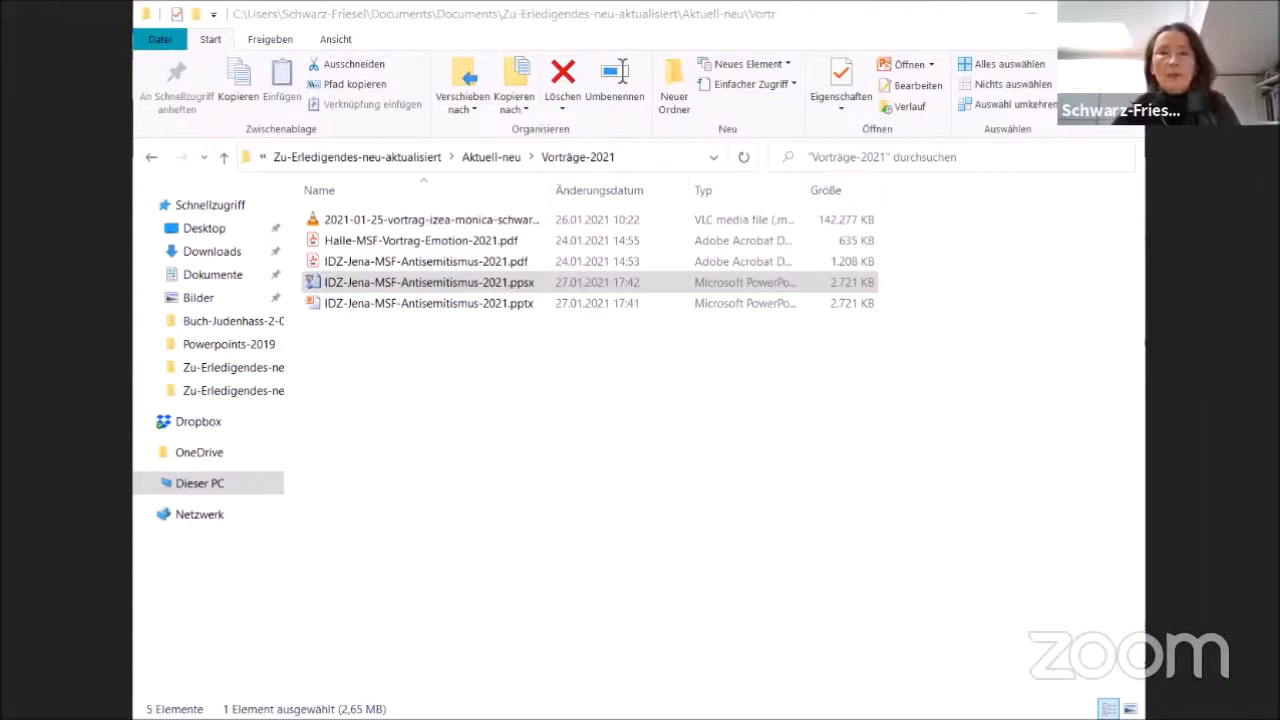 C:\Users\Schwarz-Friesel\Documents\Documents\Zu-Erledigendes-neu-aktualisiert\Aktuell-neu\Vortr
Datei Start Freigeben Ansicht
An Schnellzugriff anheften
Kopieren
Einfügen
Ausschneiden
Pfad kopieren
Verknüpfung einfügen
Zwischenablage
Verschieben nach
Kopieren nach
Löschen
Umbenennen
Organisieren
Neuer Ordner
Neues Element
Einfacher Zugriff
Neu
Eigenschaften
Öffnen
Bearbeiten
Verlauf
Öffnen
Alles auswählen
Nichts auswählen
Auswahl umkehren
Auswählen
Schwarz-Fries...
« Zu-Erledigendes-neu-aktualisiert > Aktuell-neu > Vorträge-2021
"Vorträge-2021" durchsuchen
Schnellzugriff
Desktop
Downloads
Dokumente
Bilder
Buch-Judenhass-2-0
Powerpoints-2019
Zu-Erledigendes-ne
Zu-Erledigendes-ne
Dropbox
OneDrive
Dieser PC
Netzwerk
Name Änderungsdatum Typ Größe
2021-01-25-vortrag-izea-monica-schwar... 26.01.2021 10:22 VLC media file (.m... 142.277 KB
Halle-MSF-Vortrag-Emotion-2021.pdf 24.01.2021 14:55 Adobe Acrobat D... 635 KB
IDZ-Jena-MSF-Antisemitismus-2021.pdf 24.01.2021 14:53 Adobe Acrobat D... 1.208 KB
IDZ-Jena-MSF-Antisemitismus-2021.ppsx 27.01.2021 17:42 Microsoft PowerPo... 2.721 KB
IDZ-Jena-MSF-Antisemitismus-2021.pptx 27.01.2021 17:41 Microsoft PowerPo... 2.721 KB
zoom
5 Elemente 1 Element ausgewählt (2,65 MB)